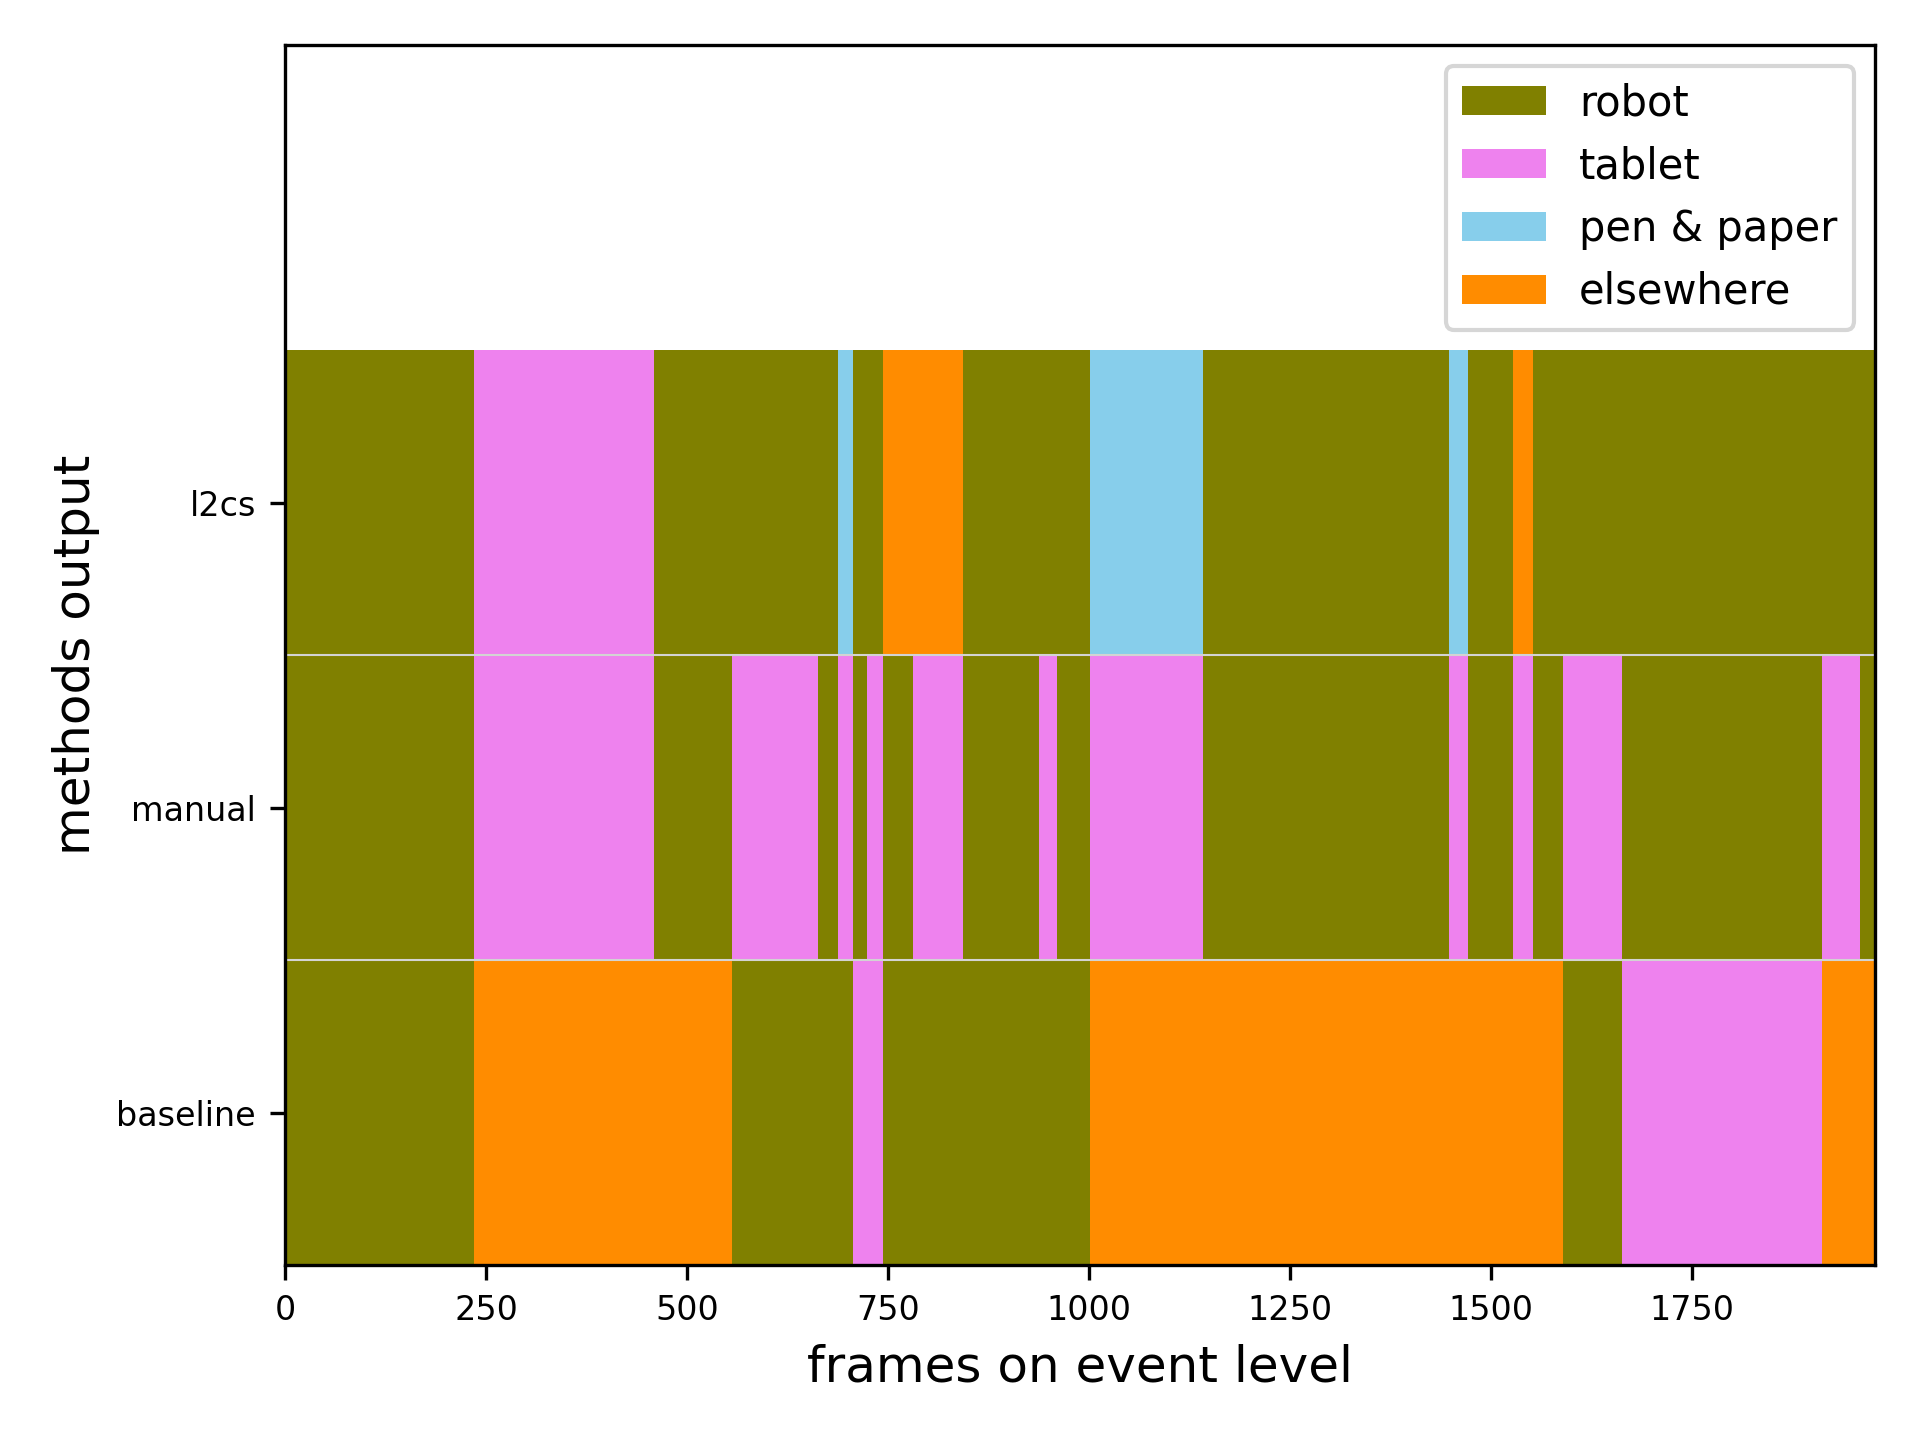 robot
tablet
pen & paper
elsewhere
methods output
l2cs
manual
baseline
0 250 500 750 1000 1250 1500 1750
frames on event level